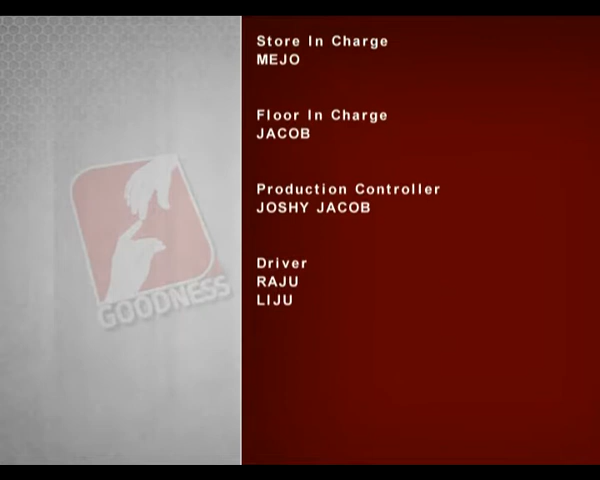 Store In Charge
MEJO
Floor In Charge
JACOB
Production Controller
JOSHY JACOB
Driver
RAJU
LIJU
GOODNESS